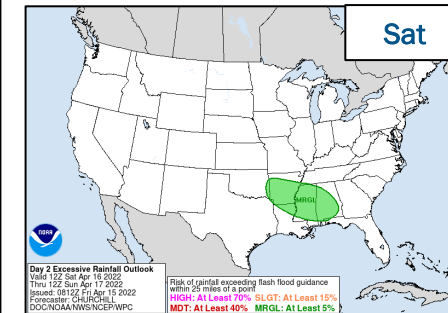 Sat
MRGL
NOAA
Day 2 Excessive Rainfall Outlook
Valid 12Z Sat Apr 16 2022
Thru 12Z Sun Apr 17 2022
Issued: 0812Z Fri Apr 15 2022
Forecaster: CHURCHILL
DOC/NOAA/NWS/NCEP/WPC
Risk of rainfall exceeding flash flood guidance
within 25 miles of a point
HIGH: At Least 70% SLGT: At Least 15%
MDT: At Least 40% MRGL: At Least 5%